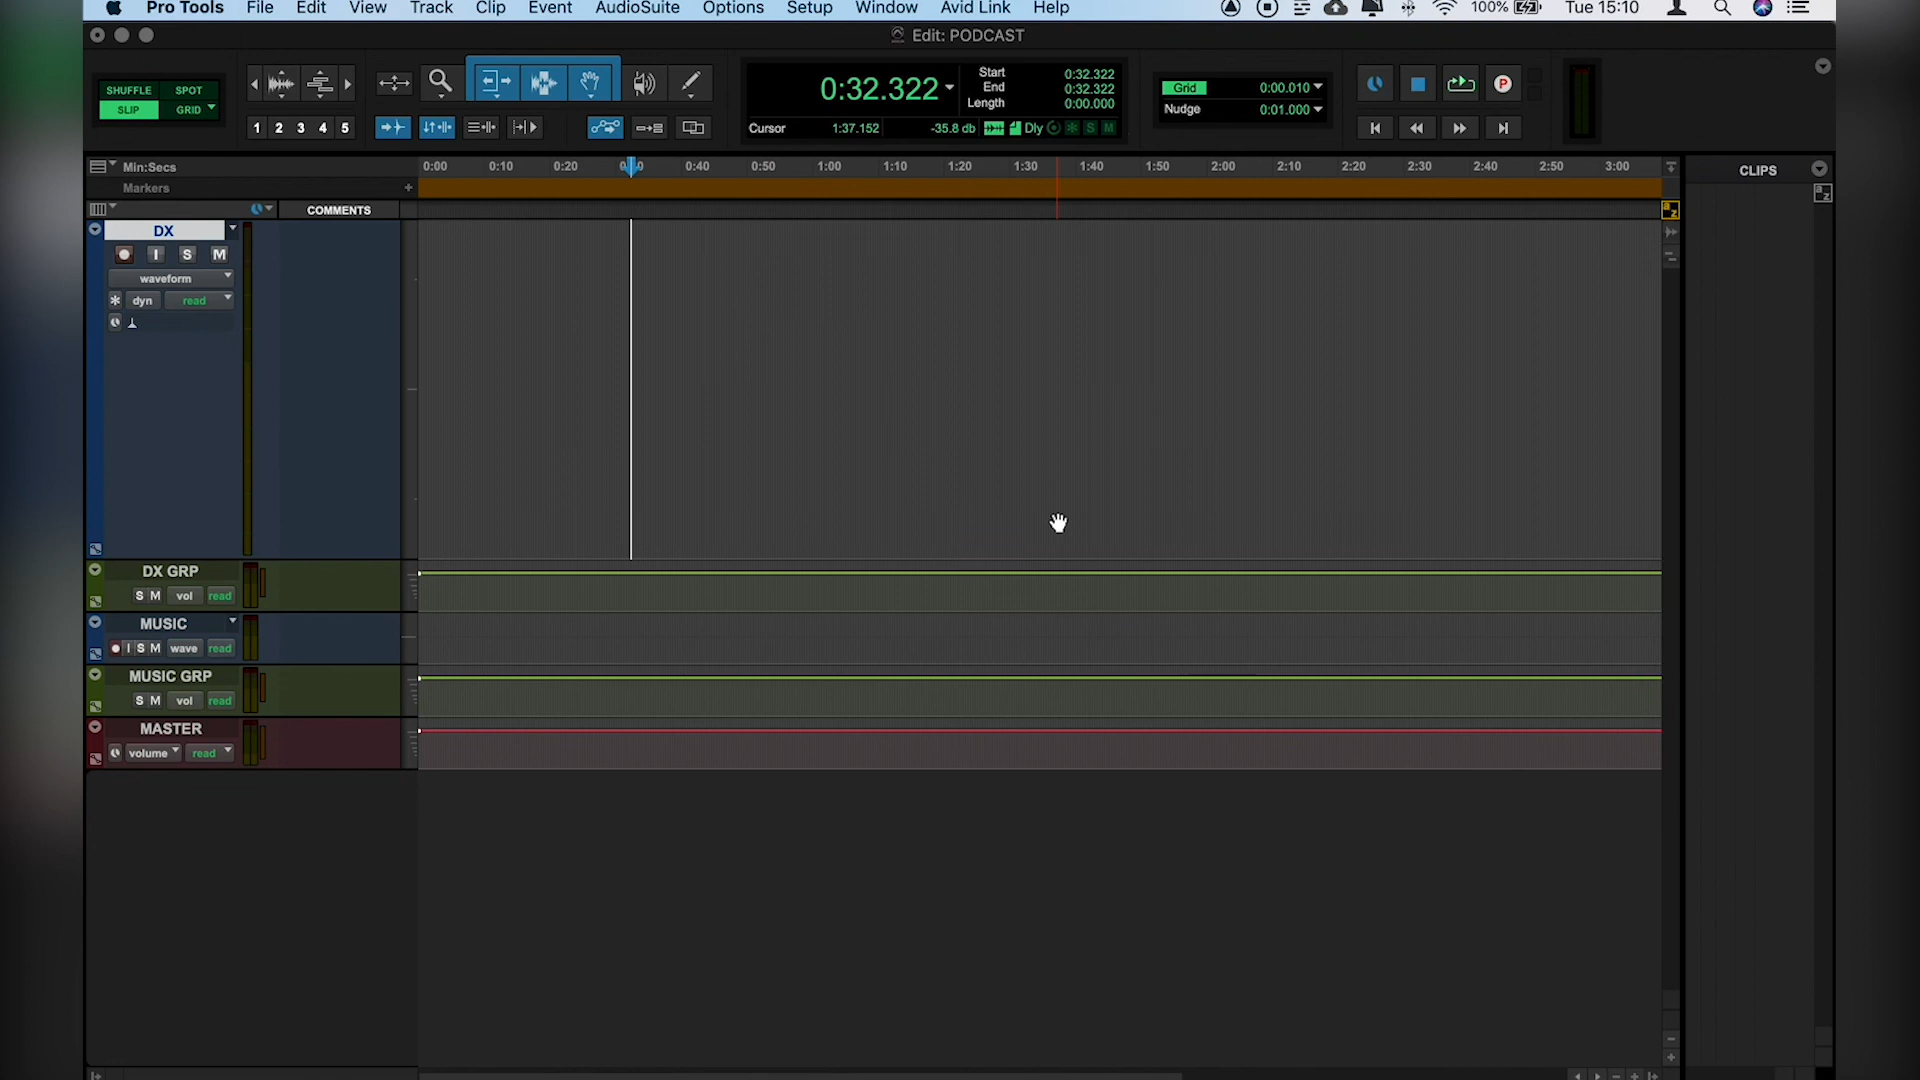 Pro Tools File Edit View Track Clip Event AudioSuite Options Setup Window Avid Link Help 100% Tue 15:10
Edit: PODCAST
SHUFFLE SPOT
SLIP GRID
1 2 3 4 5
0:32.322
Start 0:32.322
End 0:32.322
Length 0:00.000
Cursor 1:37.152 -35.8 db Dly S M
Grid 0:00.010
Nudge 0:01.000
P
Min:Secs 0:00 0:10 0:20 0:40 0:50 1:00 1:10 1:20 1:30 1:40 1:50 2:00 2:10 2:20 2:30 2:40 2:50 3:00
Markers
COMMENTS
CLIPS
a z
a z
DX
I S M
waveform
dyn read
DX GRP
S M vol read
MUSIC
I S M wave read
MUSIC GRP
S M vol read
MASTER
volume read